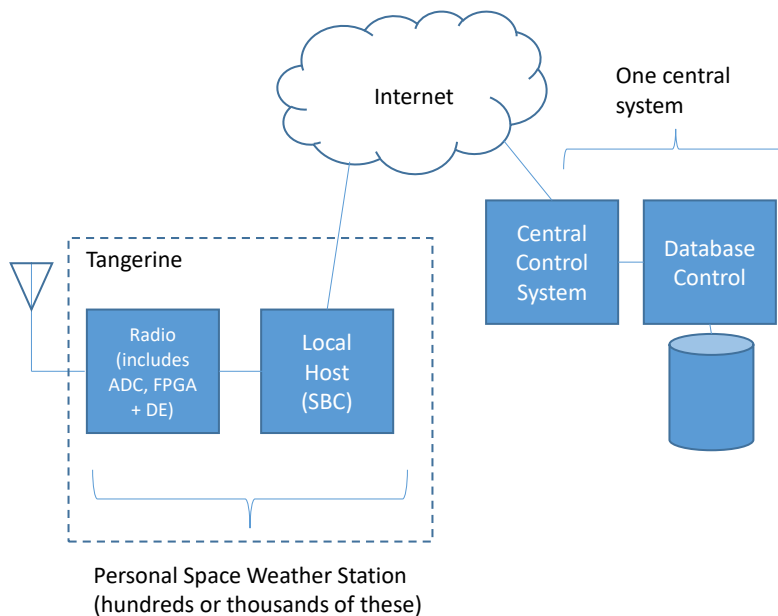 Internet
One central
system
Central
Control
System
Database
Control
Tangerine
Radio
(includes
ADC, FPGA
+ DE)
Local
Host
(SBC)
Personal Space Weather Station
(hundreds or thousands of these)